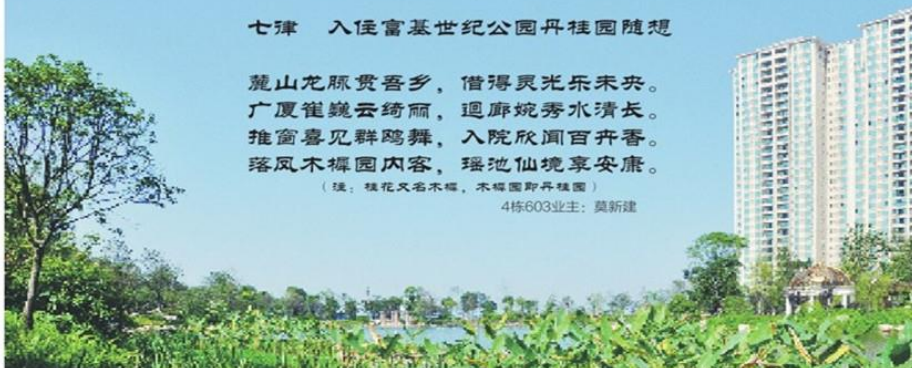 七律　入住富基世纪公园丹桂园随想
麓山龙脉贯吾乡，借得灵光乐未央。
广厦崔巍云绮丽，迴廊婉秀水清长。
推窗喜见群鸥舞，入院欣闻百卉香。
落凤木樨园内客，瑶池仙境享安康。
（注：桂花又名木樨，木樨园即丹桂园）
4栋603业主：莫新建